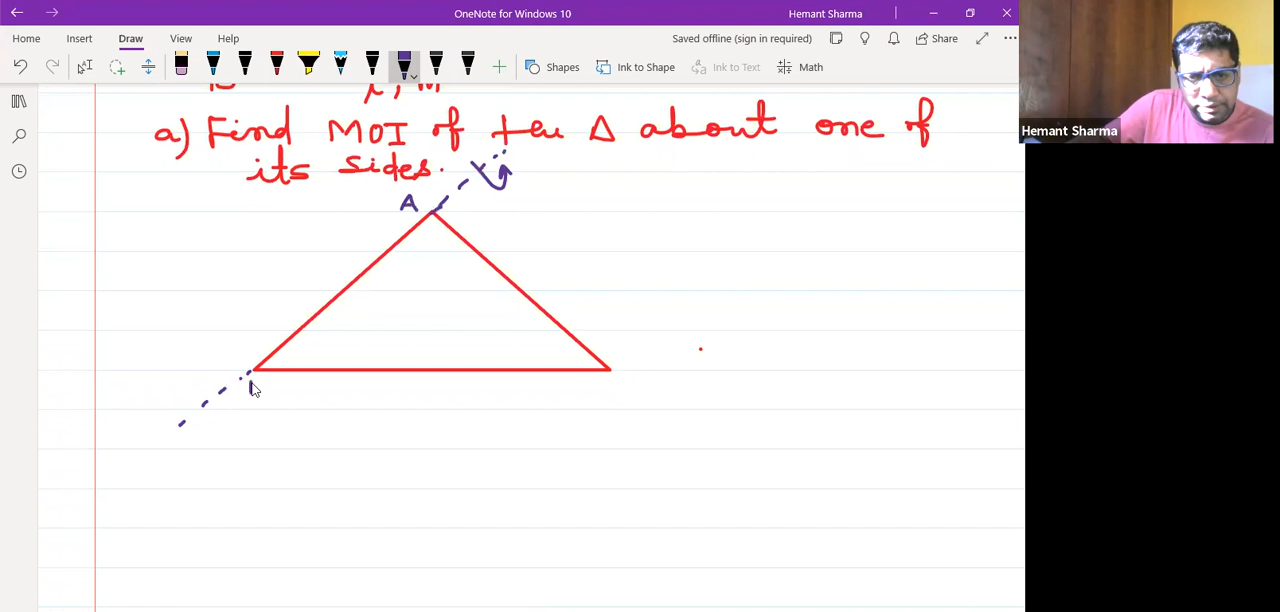 OneNote for Windows 10
Hemant Sharma
Home Insert Draw View Help
Saved offline (sign in required)
Share
Shapes
Ink to Shape
Ink to Text
Math
a) Find MOI of the Δ about one of
its sides.
A
Hemant Sharma